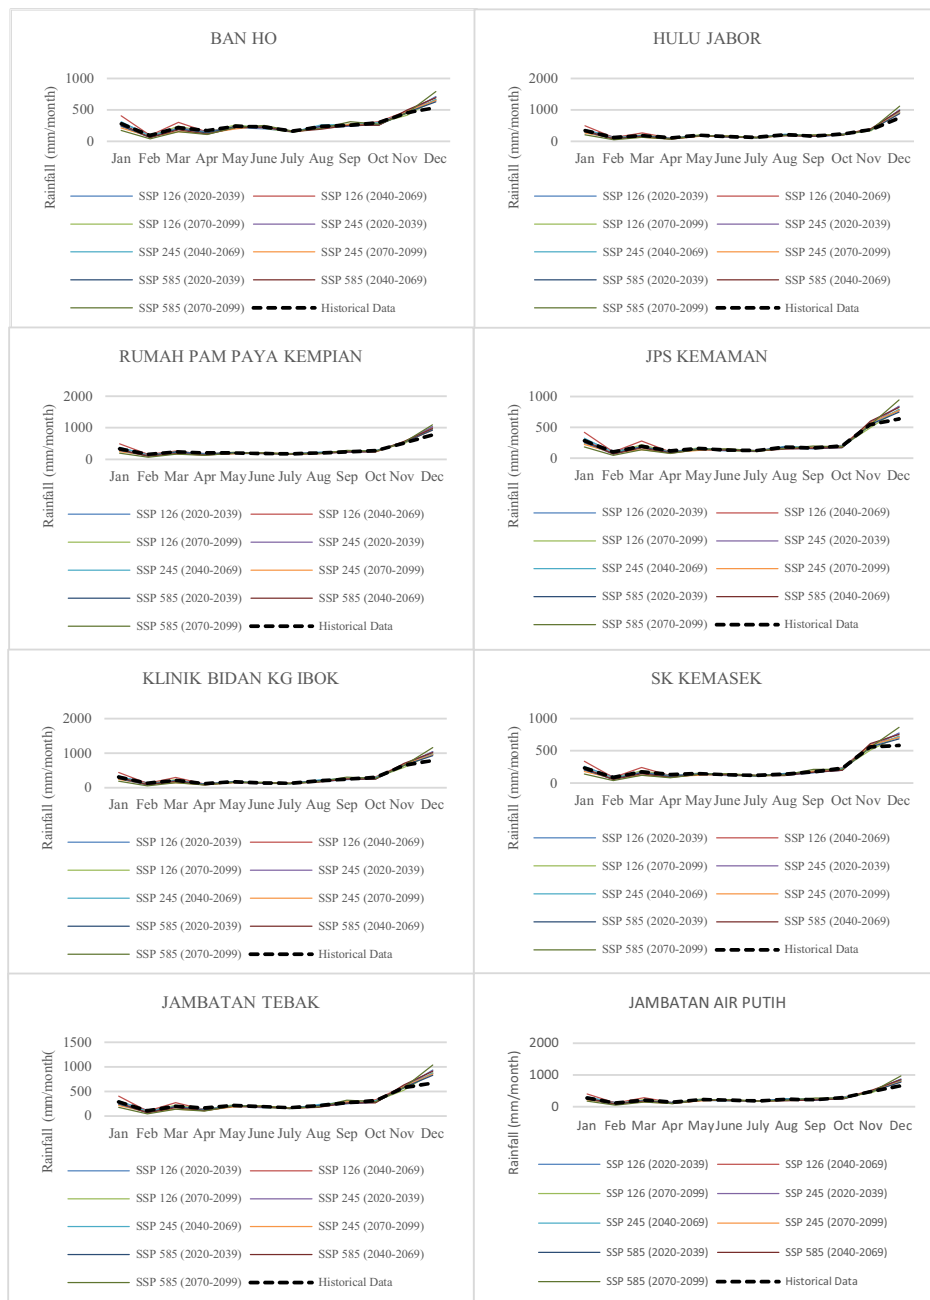 BAN HO
Rainfall (mm/month)
1000
500
0
Jan Feb Mar Apr May June July Aug Sep Oct Nov Dec
SSP 126 (2020-2039) SSP 126 (2040-2069)
SSP 126 (2070-2099) SSP 245 (2020-2039)
SSP 245 (2040-2069) SSP 245 (2070-2099)
SSP 585 (2020-2039) SSP 585 (2040-2069)
SSP 585 (2070-2099) Historical Data
HULU JABOR
Rainfall (mm/month)
2000
1000
0
Jan Feb Mar Apr May June July Aug Sep Oct Nov Dec
SSP 126 (2020-2039) SSP 126 (2040-2069)
SSP 126 (2070-2099) SSP 245 (2020-2039)
SSP 245 (2040-2069) SSP 245 (2070-2099)
SSP 585 (2020-2039) SSP 585 (2040-2069)
SSP 585 (2070-2099) Historical Data
RUMAH PAM PAYA KEMPIAN
Rainfall (mm/month)
2000
1000
0
Jan Feb Mar Apr May June July Aug Sep Oct Nov Dec
SSP 126 (2020-2039) SSP 126 (2040-2069)
SSP 126 (2070-2099) SSP 245 (2020-2039)
SSP 245 (2040-2069) SSP 245 (2070-2099)
SSP 585 (2020-2039) SSP 585 (2040-2069)
SSP 585 (2070-2099) Historical Data
JPS KEMAMAN
Rainfall (mm/month)
1000
500
0
Jan Feb Mar Apr May June July Aug Sep Oct Nov Dec
SSP 126 (2020-2039) SSP 126 (2040-2069)
SSP 126 (2070-2099) SSP 245 (2020-2039)
SSP 245 (2040-2069) SSP 245 (2070-2099)
SSP 585 (2020-2039) SSP 585 (2040-2069)
SSP 585 (2070-2099) Historical Data
KLINIK BIDAN KG IBOK
Rainfall (mm/month)
2000
1000
0
Jan Feb Mar Apr May June July Aug Sep Oct Nov Dec
SSP 126 (2020-2039) SSP 126 (2040-2069)
SSP 126 (2070-2099) SSP 245 (2020-2039)
SSP 245 (2040-2069) SSP 245 (2070-2099)
SSP 585 (2020-2039) SSP 585 (2040-2069)
SSP 585 (2070-2099) Historical Data
SK KEMASEK
Rainfall (mm/month)
1000
500
0
Jan Feb Mar Apr May June July Aug Sep Oct Nov Dec
SSP 126 (2020-2039) SSP 126 (2040-2069)
SSP 126 (2070-2099) SSP 245 (2020-2039)
SSP 245 (2040-2069) SSP 245 (2070-2099)
SSP 585 (2020-2039) SSP 585 (2040-2069)
SSP 585 (2070-2099) Historical Data
JAMBATAN TEBAK
Rainfall (mm/month(
1500
1000
500
0
Jan Feb Mar Apr May June July Aug Sep Oct Nov Dec
SSP 126 (2020-2039) SSP 126 (2040-2069)
SSP 126 (2070-2099) SSP 245 (2020-2039)
SSP 245 (2040-2069) SSP 245 (2070-2099)
SSP 585 (2020-2039) SSP 585 (2040-2069)
SSP 585 (2070-2099) Historical Data
JAMBATAN AIR PUTIH
Rainfall (mm/month)
2000
1000
0
Jan Feb Mar Apr May June July Aug Sep Oct Nov Dec
SSP 126 (2020-2039) SSP 126 (2040-2069)
SSP 126 (2070-2099) SSP 245 (2020-2039)
SSP 245 (2040-2069) SSP 245 (2070-2099)
SSP 585 (2020-2039) SSP 585 (2040-2069)
SSP 585 (2070-2099) Historical Data